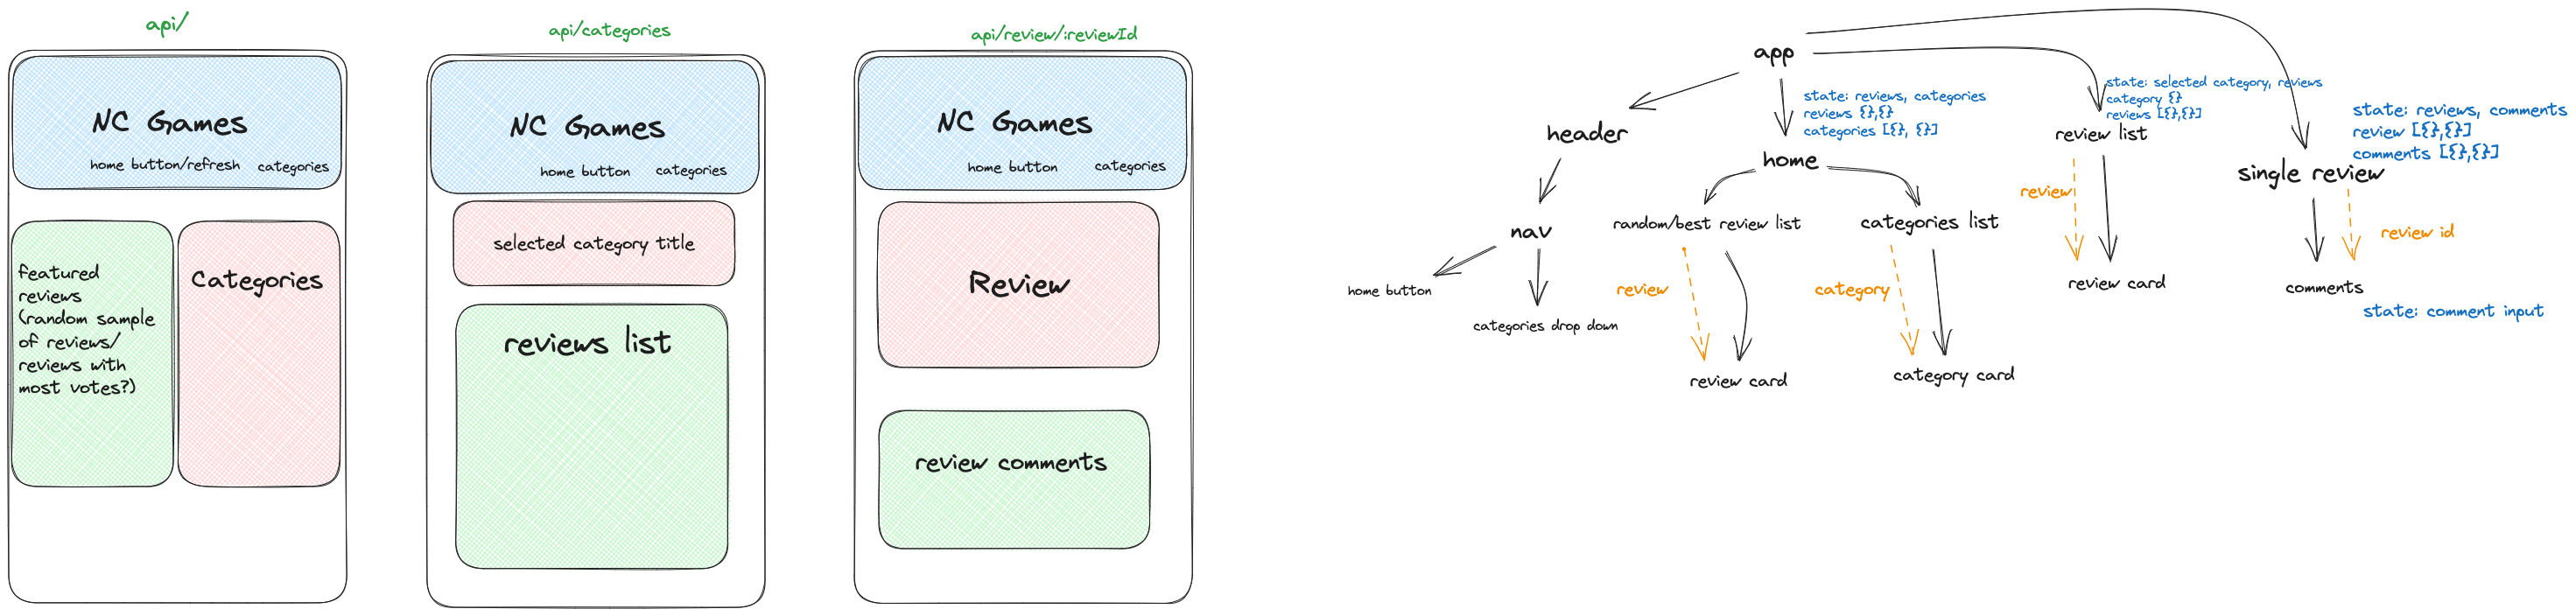 api/
NC Games
home button/refresh
categories
featured
reviews
(random sample
of reviews/
reviews with
most votes?)
Categories
api/categories
NC Games
home button
categories
selected category title
reviews list
api/review/:reviewId
NC Games
home button
categories
Review
review comments
app
header
nav
home button
categories drop down
state: reviews, categories
reviews {},{}
categories [{}, {}]
home
random/best review list
review
review card
categories list
category
category card
state: selected category, reviews
category {}
reviews [{},{}]
review list
review
review card
state: reviews, comments
review [{},{}]
comments [{},{}]
single review
review id
comments
state: comment input